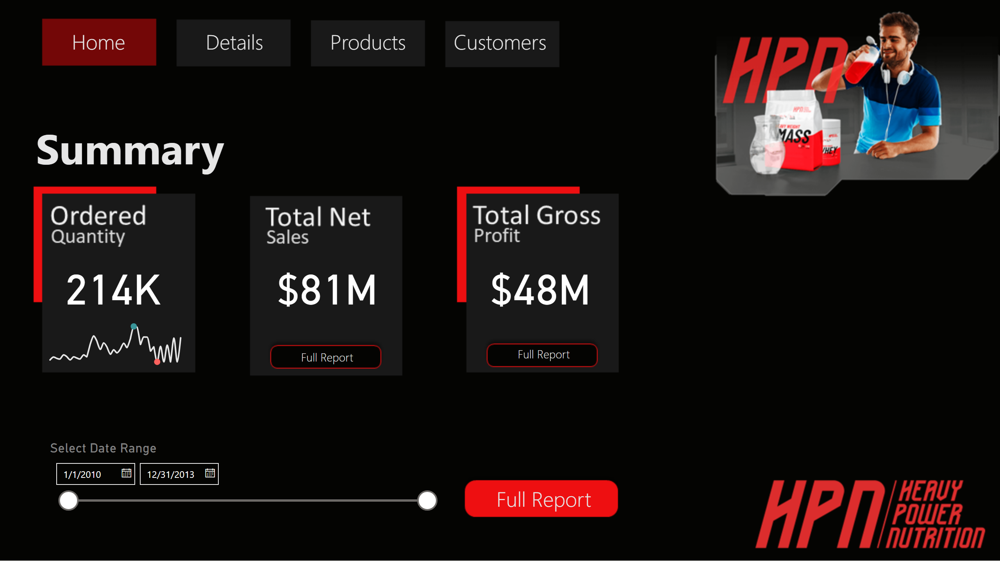 Home
Details
Products
Customers
HPN
HPN
MASS
WHEY
Summary
Ordered
Quantity
214K
Total Net
Sales
$81M
Full Report
Total Gross
Profit
$48M
Full Report
Select Date Range
1/1/2010
12/31/2013
Full Report
HPN
HEAVY
POWER
NUTRITION